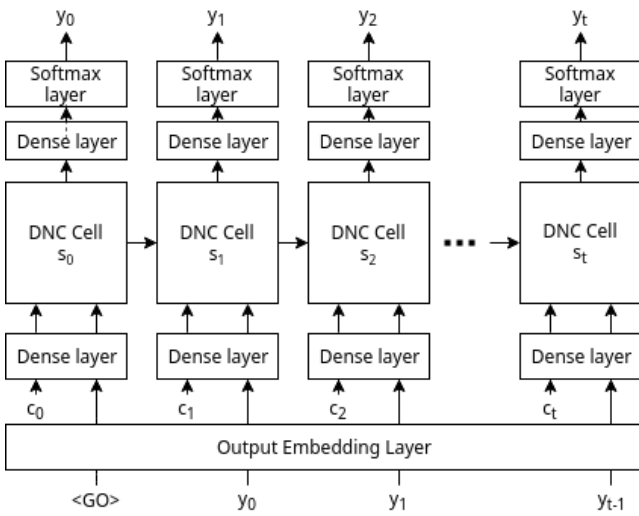 y₀ y₁ y₂ yₜ
Softmax layer Softmax layer Softmax layer Softmax layer
Dense layer Dense layer Dense layer Dense layer
DNC Cell DNC Cell DNC Cell DNC Cell
s₀ s₁ s₂ ... sₜ
Dense layer Dense layer Dense layer Dense layer
c₀ c₁ c₂ cₜ
Output Embedding Layer
<GO> y₀ y₁ yₜ₋₁